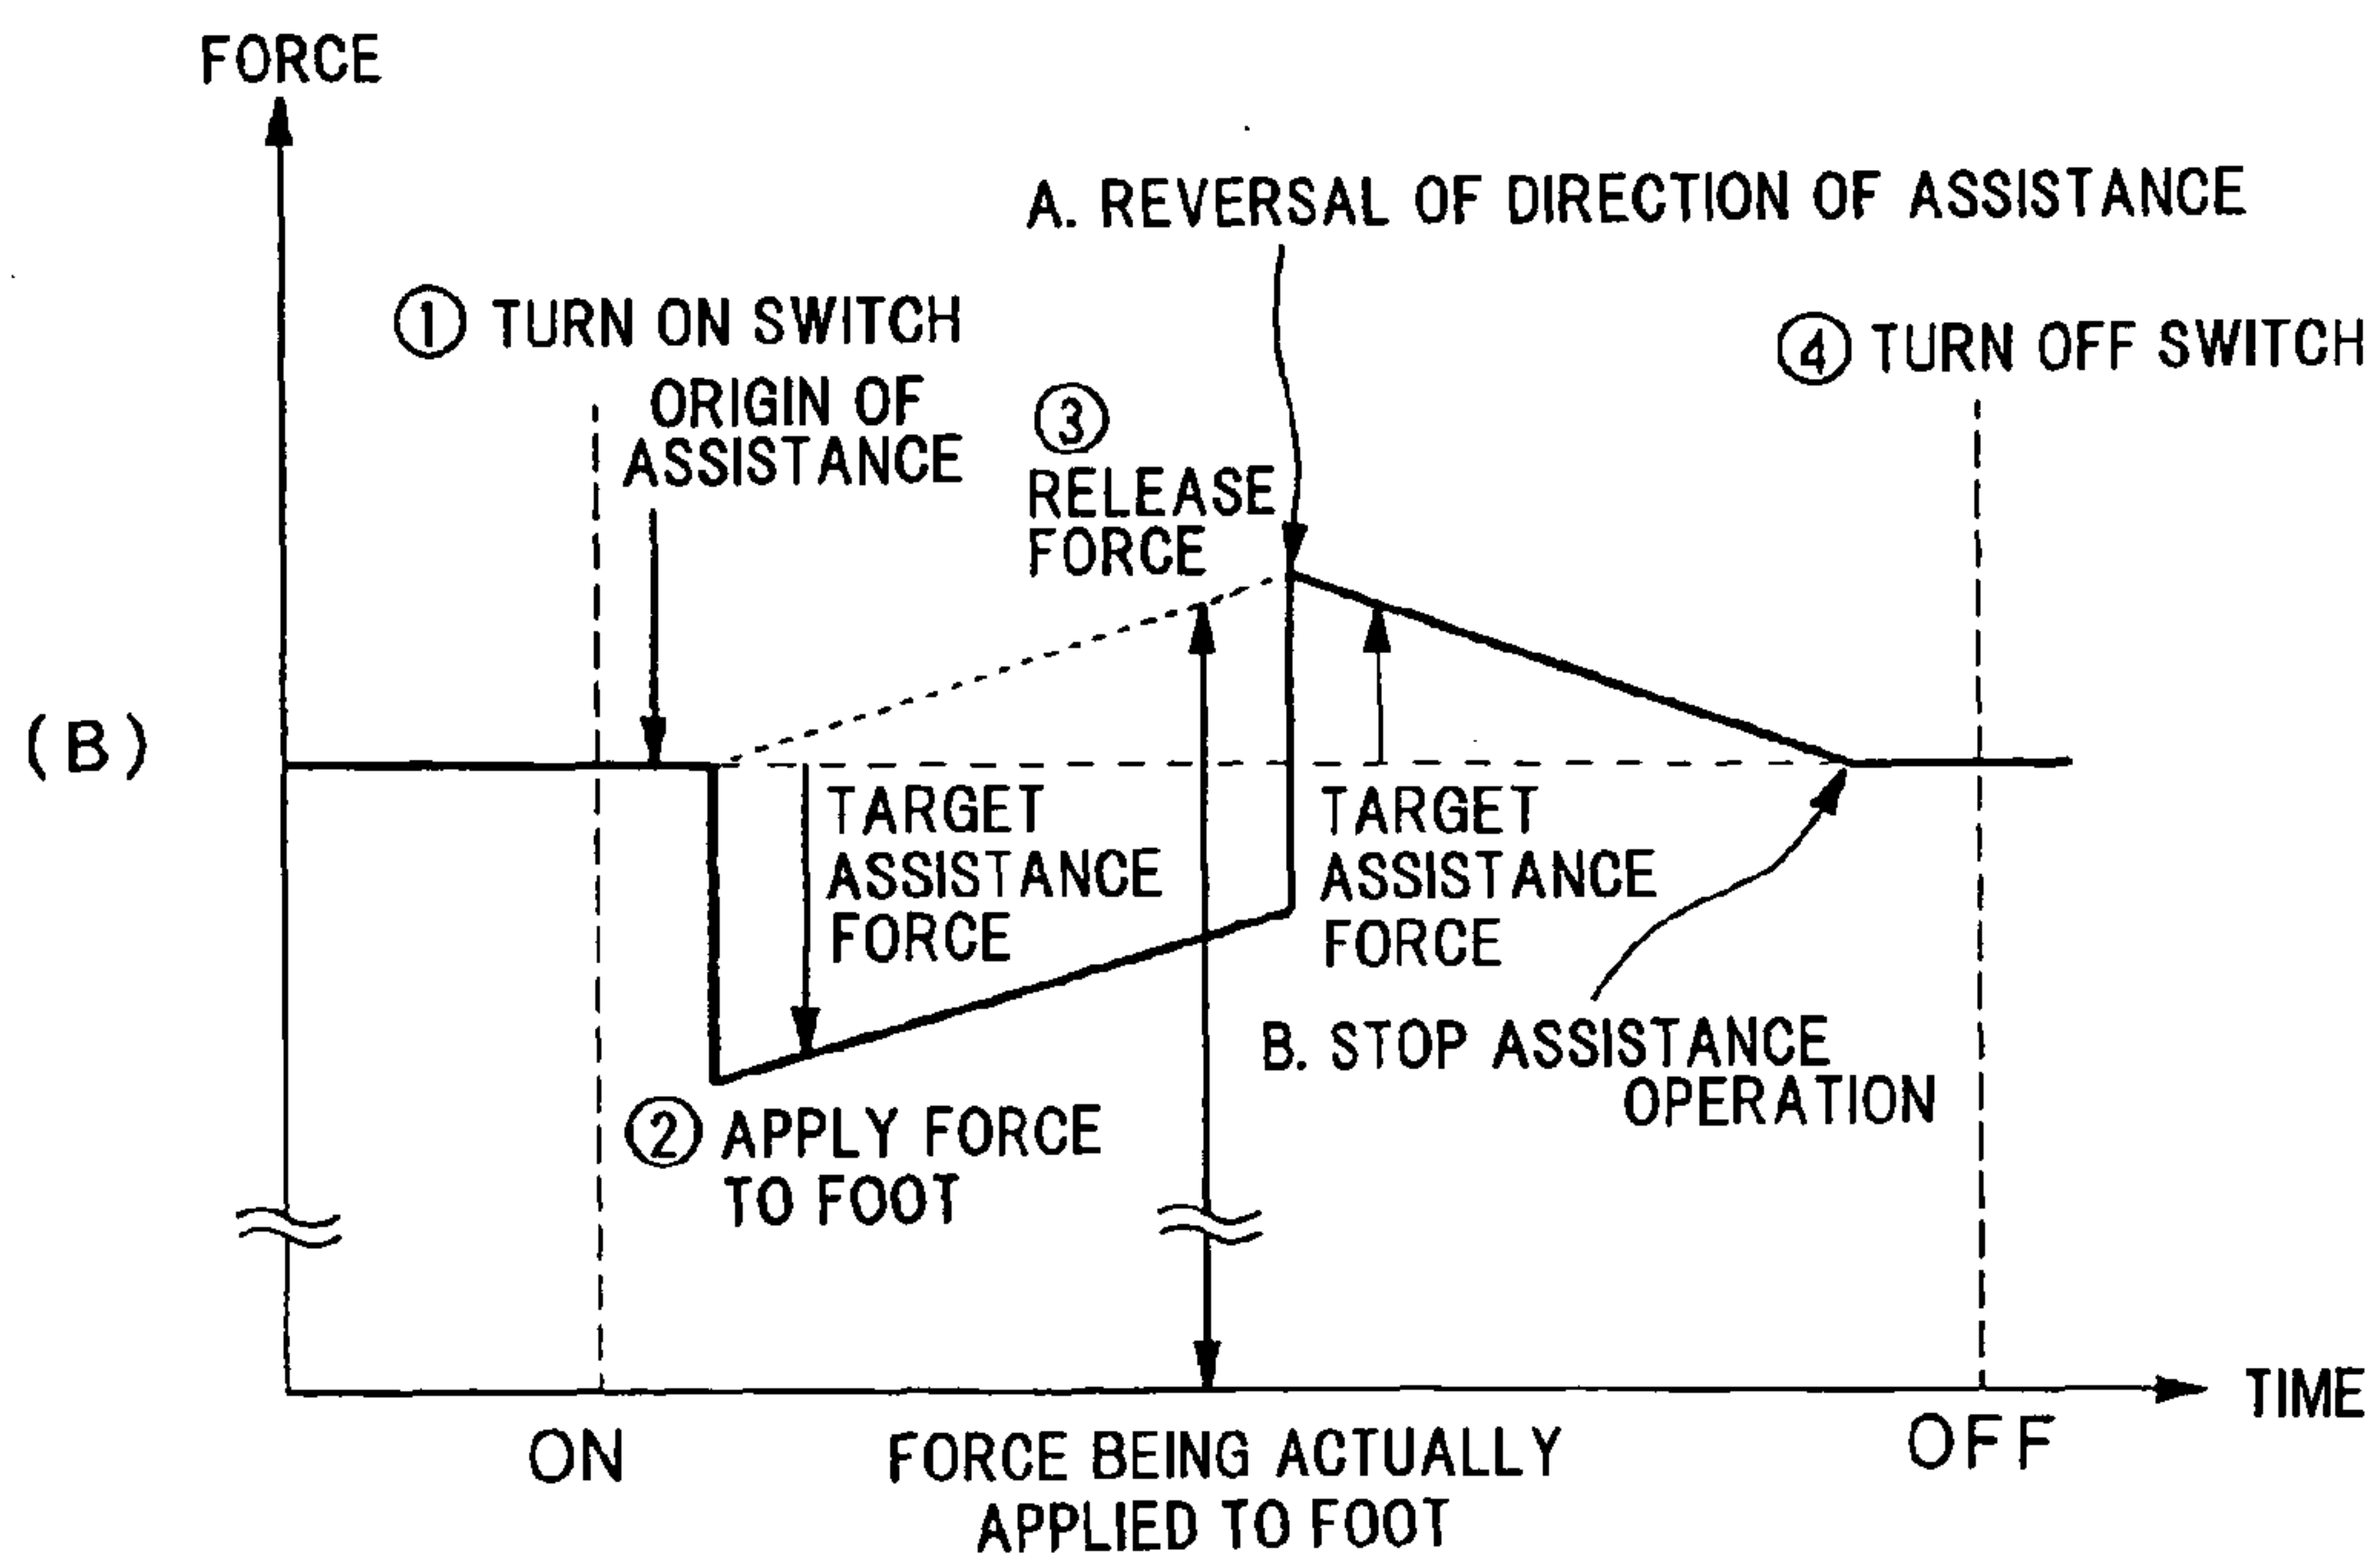 FORCE
A. REVERSAL OF DIRECTION OF ASSISTANCE
① TURN ON SWITCH
④ TURN OFF SWITCH
ORIGIN OF
ASSISTANCE
③
RELEASE
FORCE
(B)
TARGET
ASSISTANCE
FORCE
TARGET
ASSISTANCE
FORCE
B. STOP ASSISTANCE
OPERATION
② APPLY FORCE
TO FOOT
TIME
ON
FORCE BEING ACTUALLY
APPLIED TO FOOT
OFF